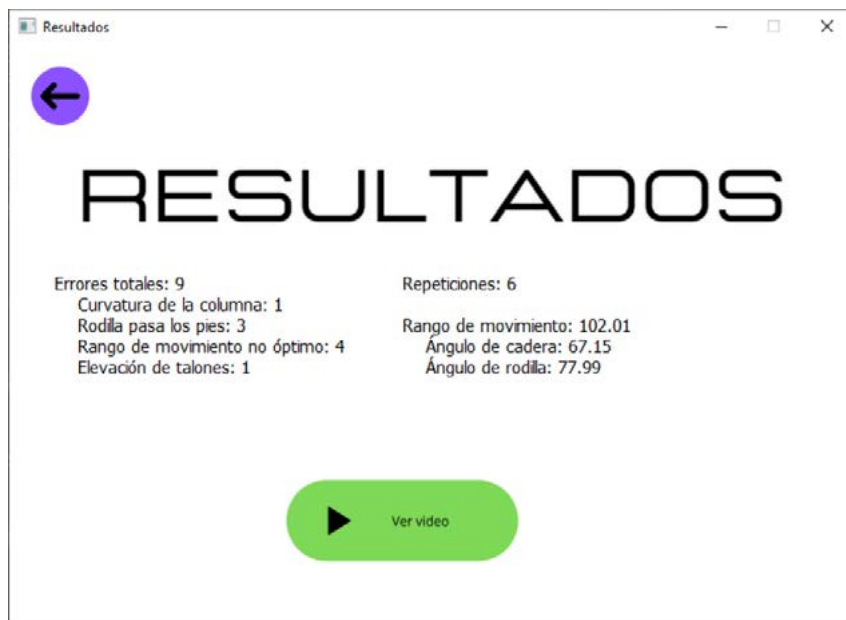 Resultados
RESULTADOS
Errores totales: 9
Curvatura de la columna: 1
Rodilla pasa los pies: 3
Rango de movimiento no óptimo: 4
Elevación de talones: 1
Repeticiones: 6
Rango de movimiento: 102.01
Ángulo de cadera: 67.15
Ángulo de rodilla: 77.99
Ver video